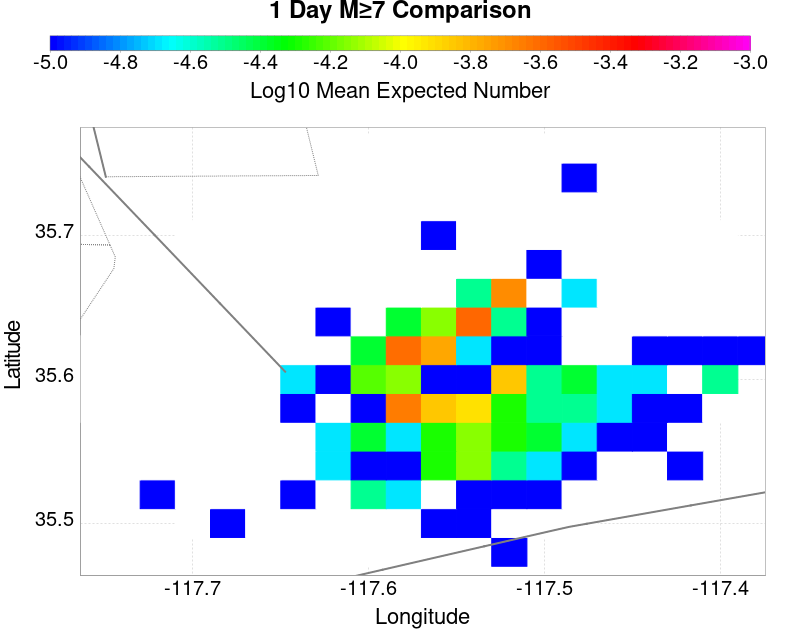 1 Day M≥7 Comparison
-5.0 -4.8 -4.6 -4.4 -4.2 -4.0 -3.8 -3.6 -3.4 -3.2 -3.0
Log10 Mean Expected Number
35.7
35.6
35.5
Latitude
-117.7 -117.6 -117.5 -117.4
Longitude